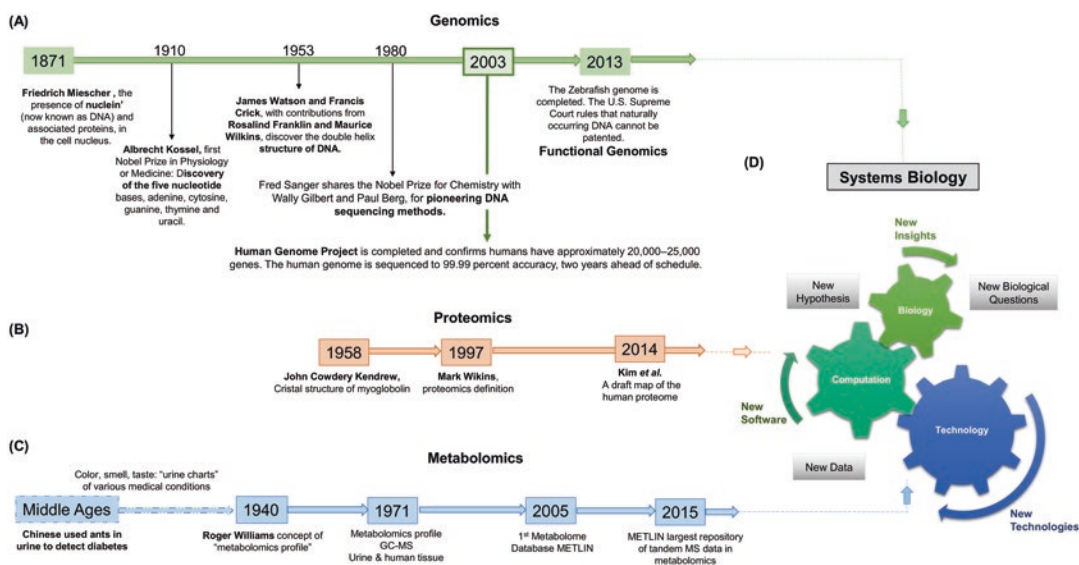 (A)
Genomics
1871
1910
1953
1980
2003
2013
Friedrich Miescher , the
presence of nuclein'
(now known as DNA) and
associated proteins, in
the cell nucleus.
Albrecht Kossel, first
Nobel Prize in Physiology
or Medicine: Discovery
of the five nucleotide
bases, adenine, cytosine,
guanine, thymine and
uracil.
James Watson and Francis
Crick, with contributions from
Rosalind Franklin and Maurice
Wilkins, discover the double helix
structure of DNA.
Fred Sanger shares the Nobel Prize for Chemistry with
Wally Gilbert and Paul Berg, for pioneering DNA
sequencing methods.
Human Genome Project is completed and confirms humans have approximately 20,000–25,000
genes. The human genome is sequenced to 99.99 percent accuracy, two years ahead of schedule.
The Zebrafish genome is
completed. The U.S. Supreme
Court rules that naturally
occurring DNA cannot be
patented.
Functional Genomics
(B)
Proteomics
1958
1997
2014
John Cowdery Kendrew,
Cristal structure of myoglobolin
Mark Wikins,
proteomics definition
Kim et al.
A draft map of the
human proteome
(C)
Metabolomics
Color, smell, taste: “urine charts”
of various medical conditions
Middle Ages
1940
1971
2005
2015
Chinese used ants in
urine to detect diabetes
Roger Williams concept of
“metabolomics profile”
Metabolomics profile
GC-MS
Urine & human tissue
1st Metabolome
Database METLIN
METLIN largest repository
of tandem MS data in
metabolomics
(D)
Systems Biology
New
Insights
New
Hypothesis
New Biological
Questions
Biology
Computation
Technology
New
Software
New Data
New
Technologies